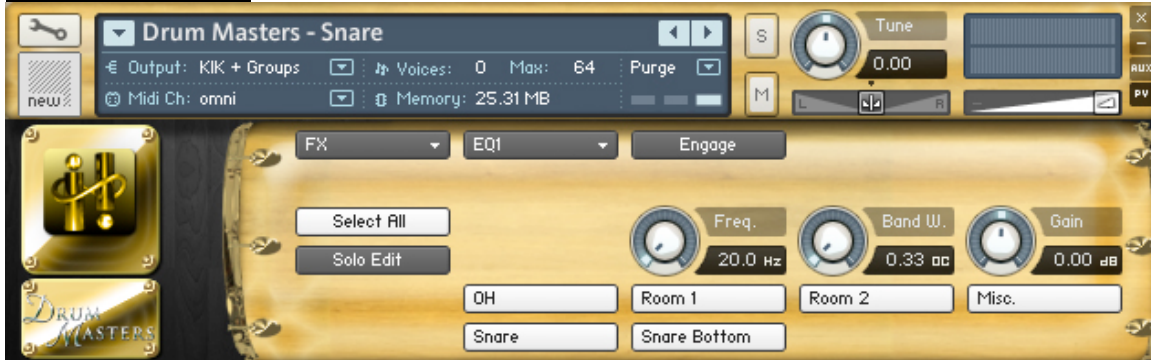 Drum Masters - Snare
Output: KIK + Groups Voices: 0 Max: 64 Purge
Midi Ch: omni Memory: 25.31 MB
new
S
M
Tune
0.00
L R
×
−
AUX
PV
FX EQ1 Engage
Select All
Solo Edit
Freq. Band W. Gain
20.0 Hz 0.33 OC 0.00 dB
OH Room 1 Room 2 Misc.
Snare Snare Bottom
DRUM
MASTERS